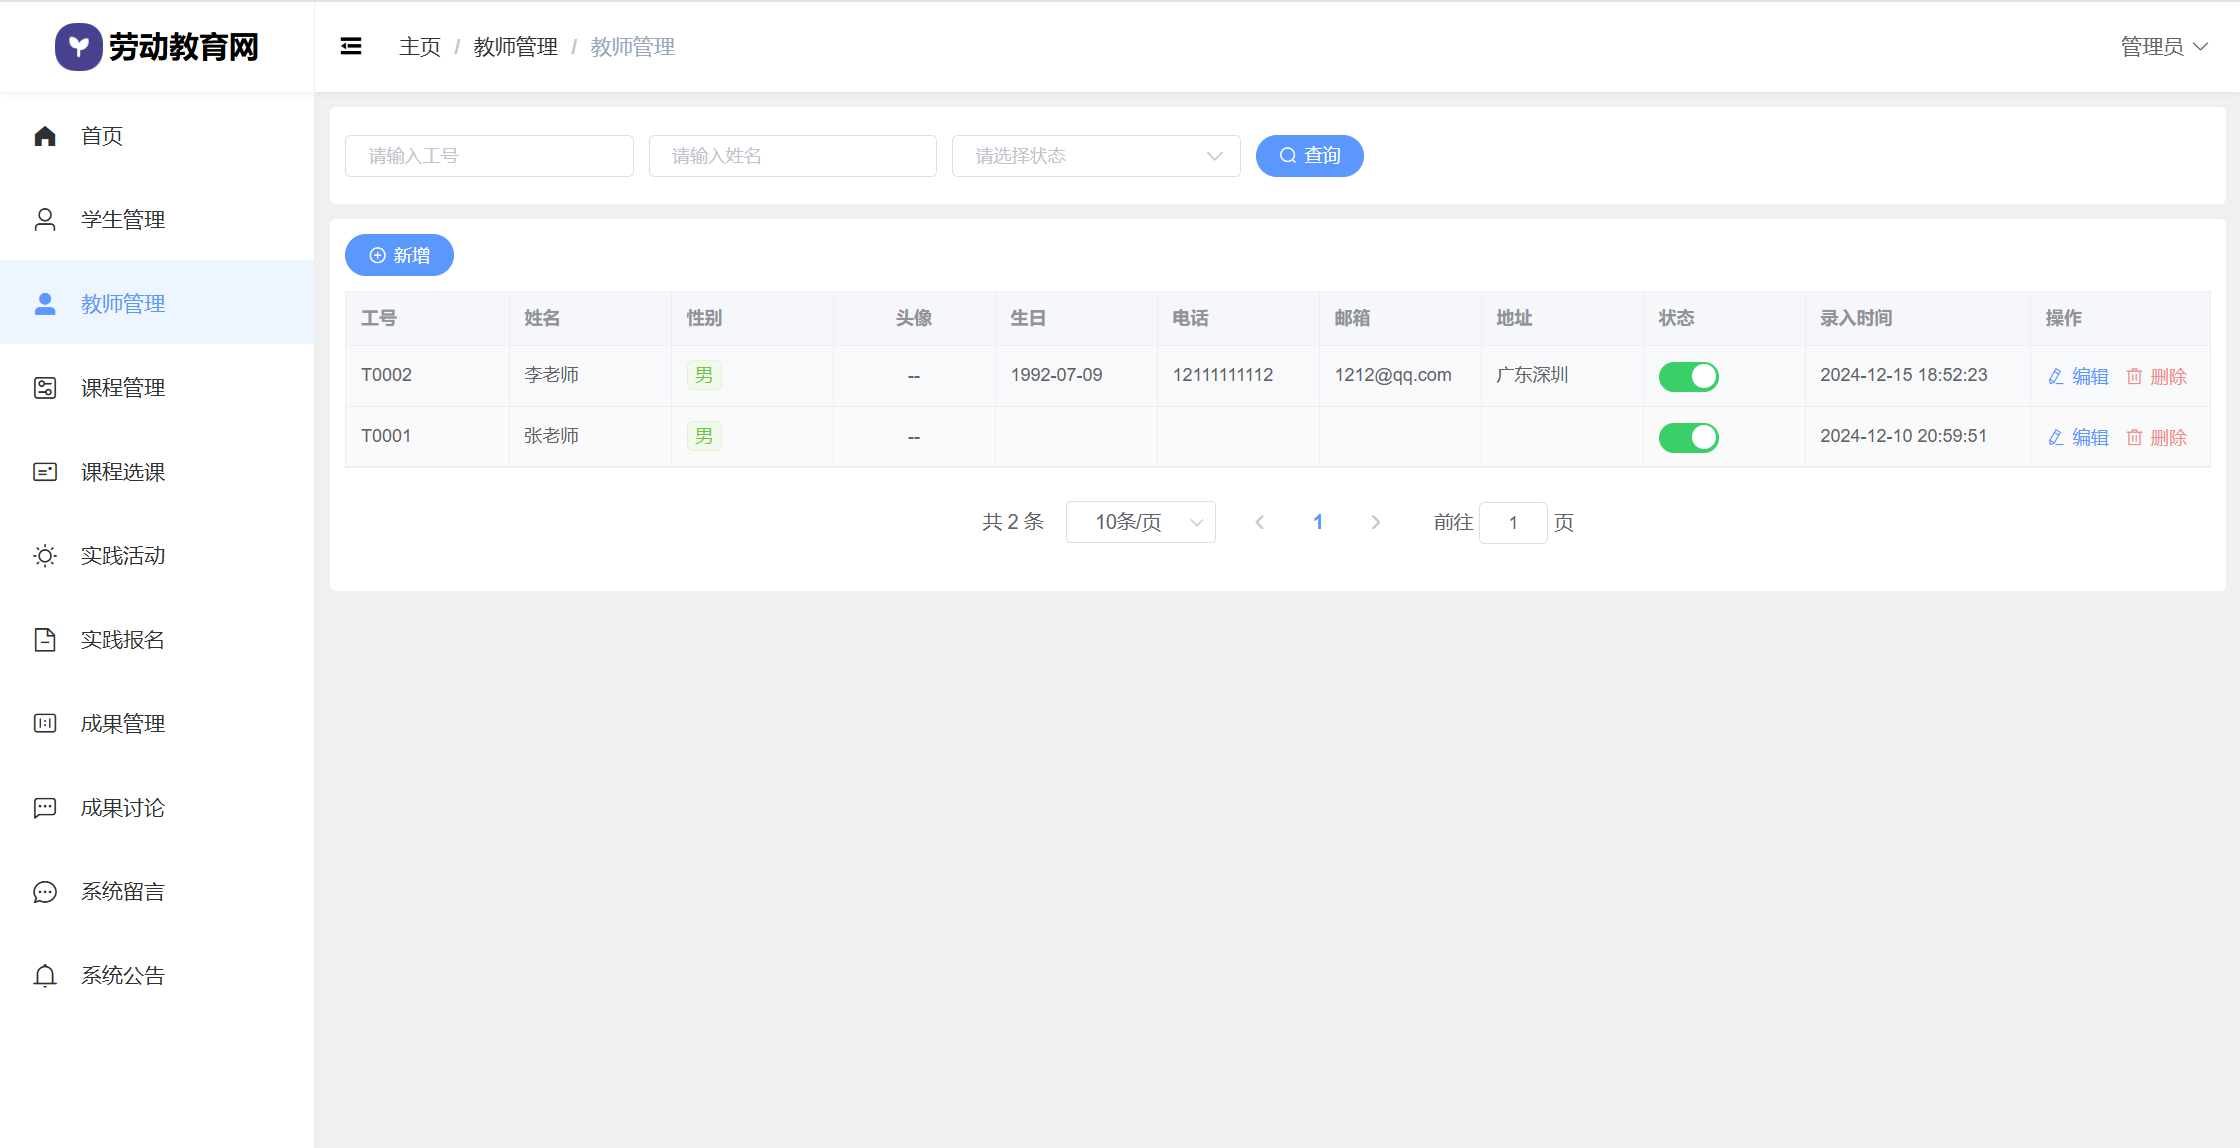 劳动教育网
主页 / 教师管理 / 教师管理
管理员
首页
学生管理
教师管理
课程管理
课程选课
实践活动
实践报名
成果管理
成果讨论
系统留言
系统公告
请输入工号 请输入姓名 请选择状态 查询
新增
工号 姓名 性别 头像 生日 电话 邮箱 地址 状态 录入时间 操作
T0002 李老师 男 -- 1992-07-09 12111111112 1212@qq.com 广东深圳 2024-12-15 18:52:23 编辑 删除
T0001 张老师 男 -- 2024-12-10 20:59:51 编辑 删除
共 2 条 10条/页 1 前往 1 页